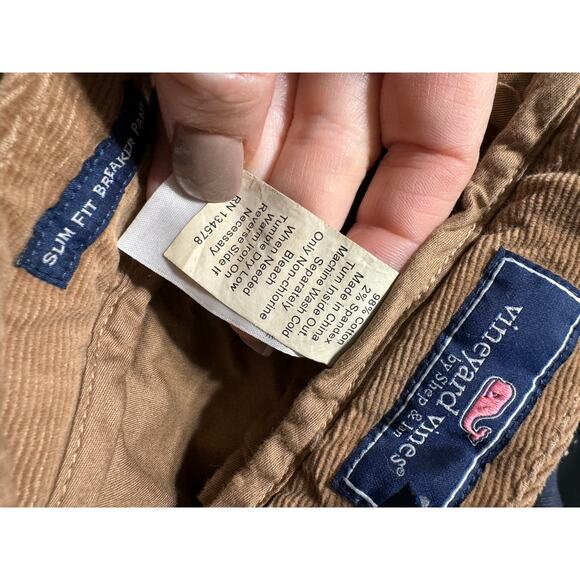 SLIM FIT BREAKER PANT
98% Cotton
2% Spandex
Made in China
Turn Inside Out
Machine Wash Cold
Separately
Only Non-chlorine
Bleach
When Needed
Tumble Dry Low
Warm Iron On
Reverse Side If
Necessary
RN 134578
vineyard vines®
by Shep & Ian